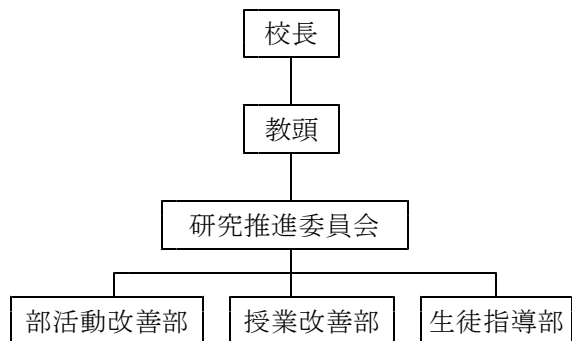 校長
教頭
研究推進委員会
部活動改善部
授業改善部
生徒指導部